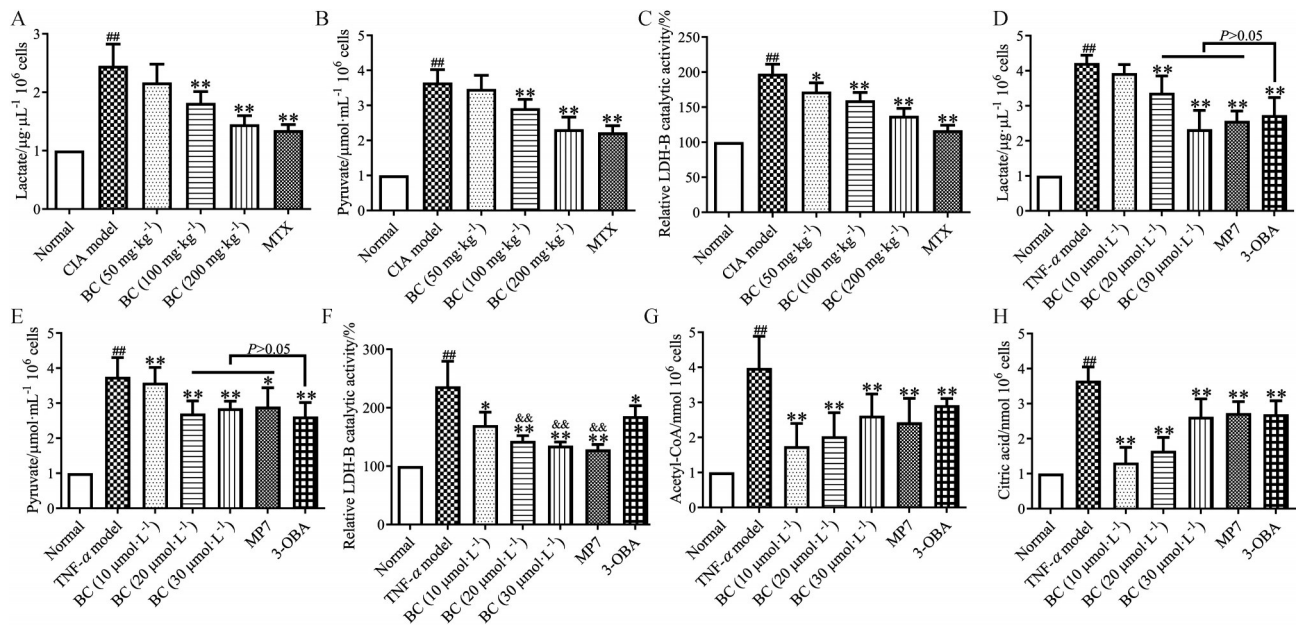 A
Lactate/μg·μL⁻¹ 10⁶ cells
3
2
1
0
##
**
**
**
Normal
CIA model
BC (50 mg·kg⁻¹)
BC (100 mg·kg⁻¹)
BC (200 mg·kg⁻¹)
MTX
B
Pyruvate/μmol·mL⁻¹ 10⁶ cells
5
4
3
2
1
0
##
**
**
**
Normal
CIA model
BC (50 mg·kg⁻¹)
BC (100 mg·kg⁻¹)
BC (200 mg·kg⁻¹)
MTX
C
Relative LDH-B catalytic activity/%
250
200
150
100
50
0
##
*
**
**
**
Normal
CIA model
BC (50 mg·kg⁻¹)
BC (100 mg·kg⁻¹)
BC (200 mg·kg⁻¹)
MTX
D
Lactate/μg·μL⁻¹ 10⁶ cells
5
4
3
2
1
0
##
**
**
**
**
P>0.05
Normal
TNF-α model
BC (10 μmol·L⁻¹)
BC (20 μmol·L⁻¹)
BC (30 μmol·L⁻¹)
MP7
3-OBA
E
Pyruvate/μmol·mL⁻¹ 10⁶ cells
5
4
3
2
1
0
##
**
**
**
*
**
P>0.05
Normal
TNF-α model
BC (10 μmol·L⁻¹)
BC (20 μmol·L⁻¹)
BC (30 μmol·L⁻¹)
MP7
3-OBA
F
Relative LDH-B catalytic activity/%
300
200
100
0
##
*
&&
**
&&
**
&&
**
*
Normal
TNF-α model
BC (10 μmol·L⁻¹)
BC (20 μmol·L⁻¹)
BC (30 μmol·L⁻¹)
MP7
3-OBA
G
Acetyl-CoA/nmol 10⁶ cells
6
5
4
3
2
1
0
##
**
**
**
**
**
Normal
TNF-α model
BC (10 μmol·L⁻¹)
BC (20 μmol·L⁻¹)
BC (30 μmol·L⁻¹)
MP7
3-OBA
H
Citric acid/nmol 10⁶ cells
5
4
3
2
1
0
##
**
**
**
**
**
Normal
TNF-α model
BC (10 μmol·L⁻¹)
BC (20 μmol·L⁻¹)
BC (30 μmol·L⁻¹)
MP7
3-OBA